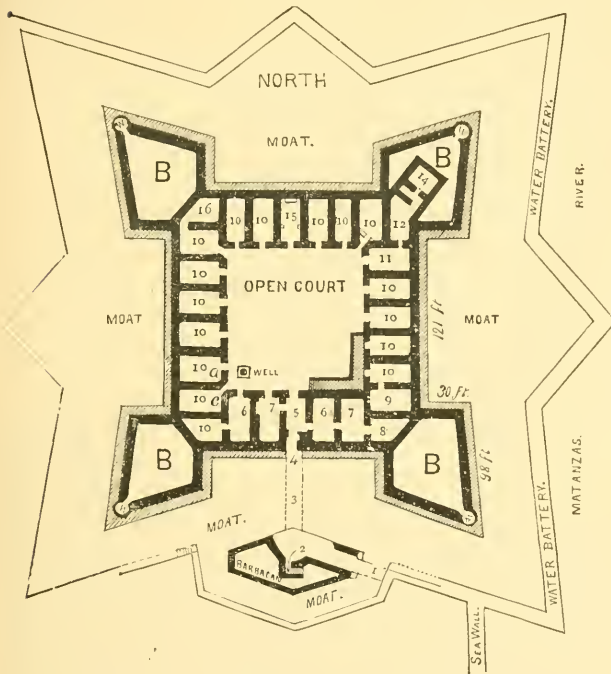 NORTH
MOAT.
B
B
14
16
10
10
15
10
10
10
12
10
11
10
10
OPEN COURT
10
10
MOAT
10
10
121 ft
MOAT
10
a
WELL
10
30 ft.
10
c
6
7
5
6
7
9
10
8
B
B
98 ft
4
3
MOAT.
2
BARBACAN
1
MOAT.
WATER BATTERY.
RIVER.
MATANZAS.
WATER BATTERY.
SEA WALL.